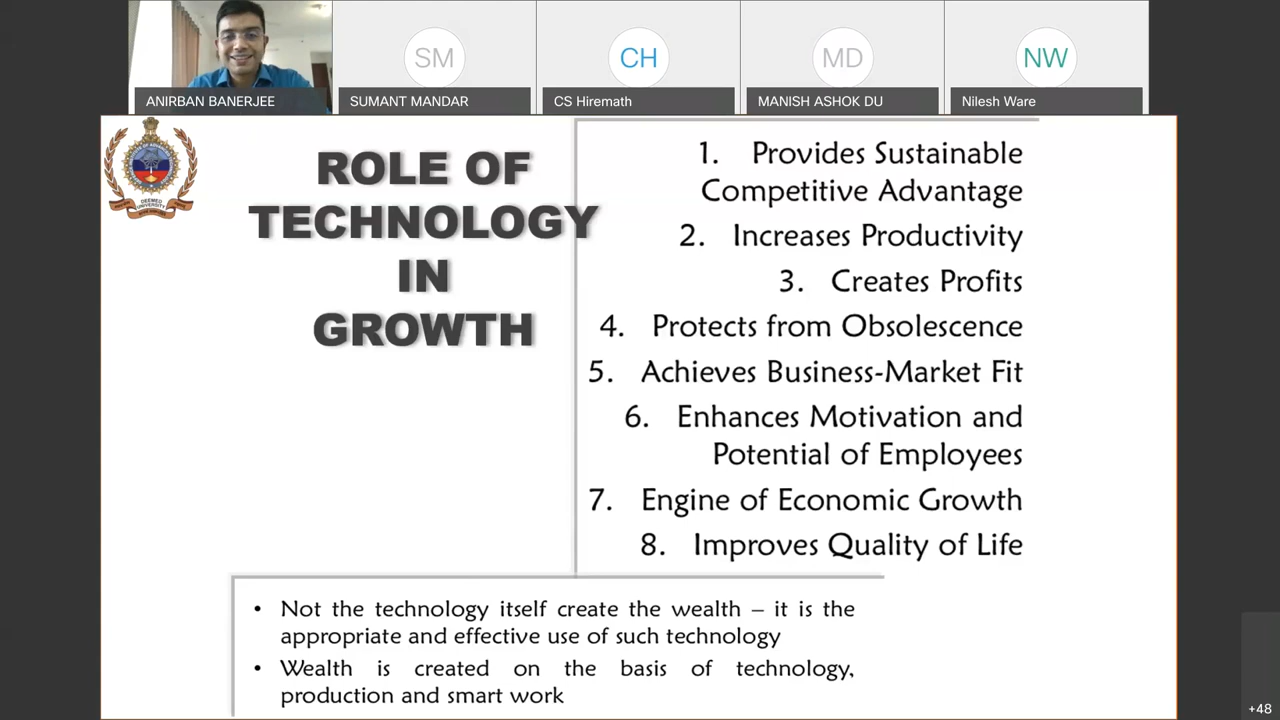 SM
CH
MD
NW
ANIRBAN BANERJEE
SUMANT MANDAR
CS Hiremath
MANISH ASHOK DU
Nilesh Ware
DEEMED
UNIVERSITY
ROLE OF
TECHNOLOGY
IN
GROWTH
1. Provides Sustainable
Competitive Advantage
2. Increases Productivity
3. Creates Profits
4. Protects from Obsolescence
5. Achieves Business-Market Fit
6. Enhances Motivation and
Potential of Employees
7. Engine of Economic Growth
8. Improves Quality of Life
• Not the technology itself create the wealth – it is the
appropriate and effective use of such technology
• Wealth is created on the basis of technology,
production and smart work
+48